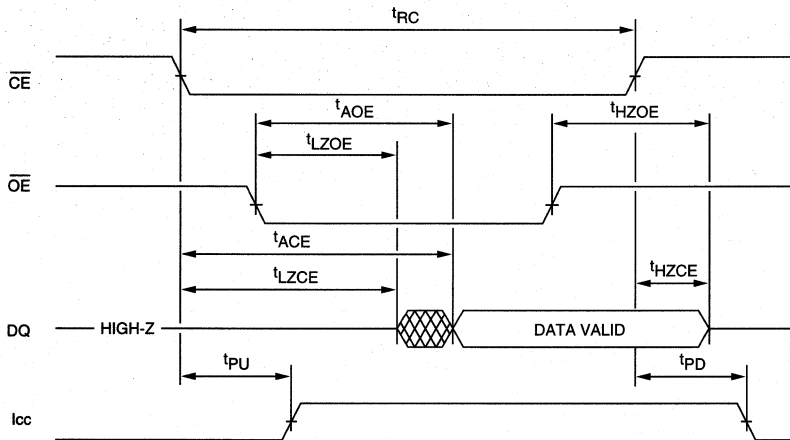 tRC
CE
tAOE
tHZOE
tLZOE
OE
tACE
tLZCE
tHZCE
DQ
HIGH-Z
DATA VALID
tPU
tPD
Icc